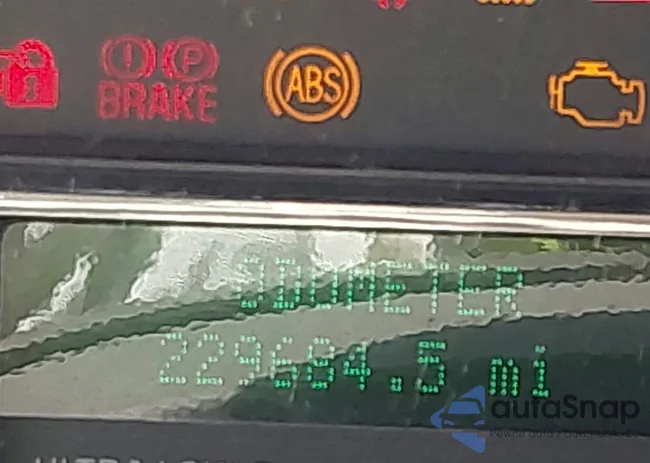 BRAKE
ABS
ODOMETER
229684.5 mi
autoSnap